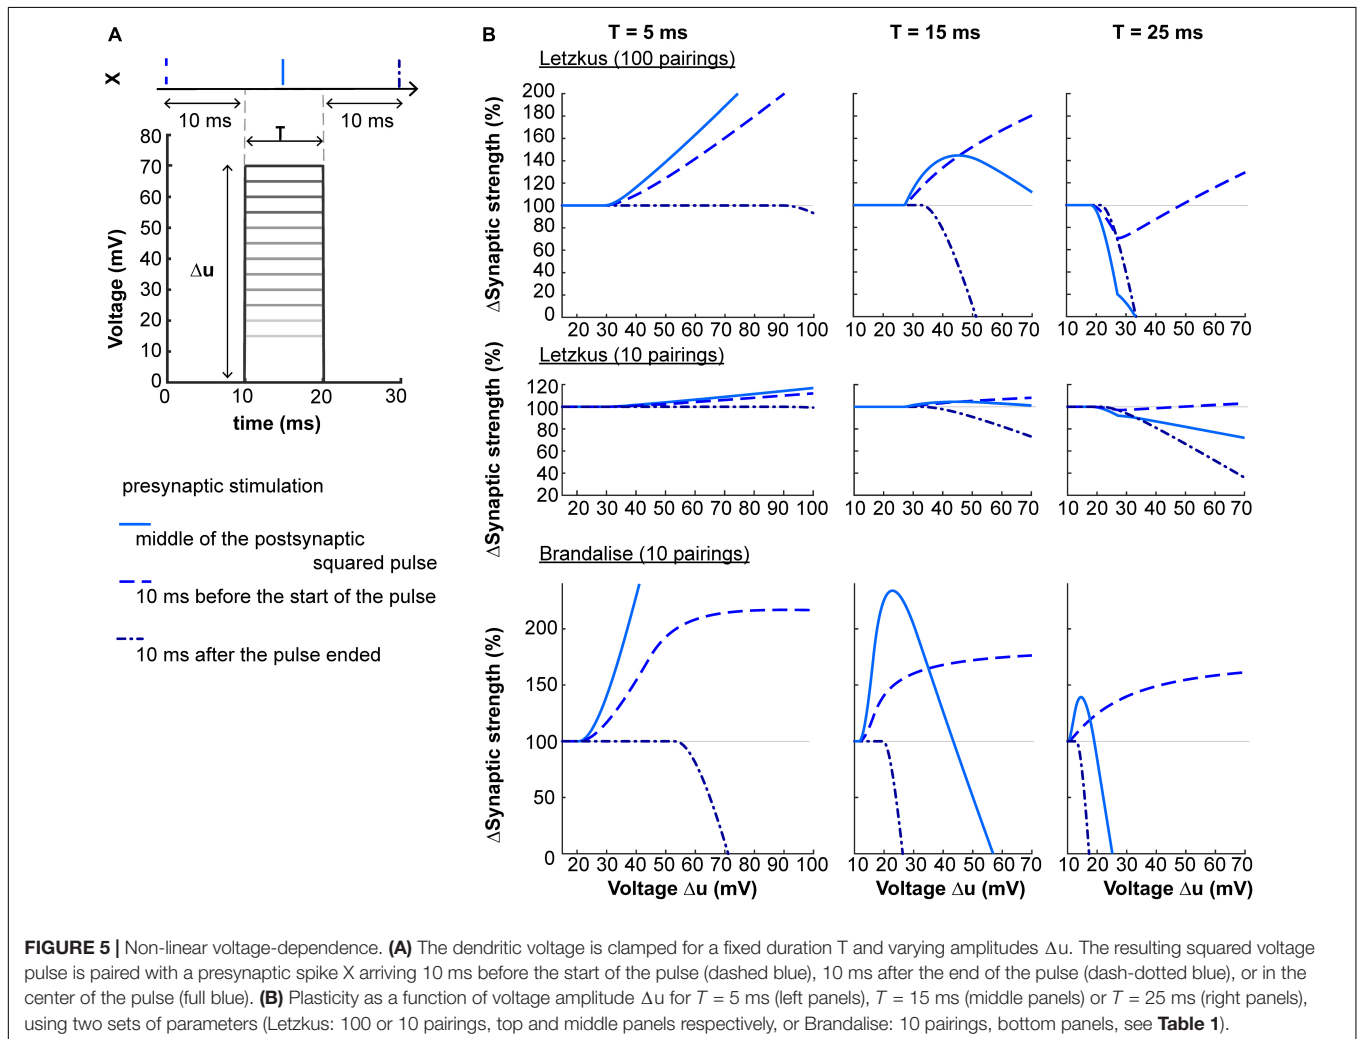 A
X
10 ms
10 ms
T
80
70
60
50
40
30
20
10
0
Voltage (mV)
Δu
0
10
20
30
time (ms)
presynaptic stimulation
middle of the postsynaptic
squared pulse
10 ms before the start of the pulse
10 ms after the pulse ended
B
T = 5 ms
T = 15 ms
T = 25 ms
Letzkus (100 pairings)
ΔSynaptic strength (%)
200
180
160
140
120
100
80
60
40
20
0
20 30 40 50 60 70 80 90 100
10 20 30 40 50 60 70
10 20 30 40 50 60 70
Letzkus (10 pairings)
ΔSynaptic strength (%)
120
100
80
60
40
20
20 30 40 50 60 70 80 90 100
10 20 30 40 50 60 70
10 20 30 40 50 60 70
Brandalise (10 pairings)
ΔSynaptic strength (%)
200
150
100
50
0
20 30 40 50 60 70 80 90 100
10 20 30 40 50 60 70
10 20 30 40 50 60 70
Voltage Δu (mV)
Voltage Δu (mV)
Voltage Δu (mV)
FIGURE 5 | Non-linear voltage-dependence. (A) The dendritic voltage is clamped for a fixed duration T and varying amplitudes Δu. The resulting squared voltage
pulse is paired with a presynaptic spike X arriving 10 ms before the start of the pulse (dashed blue), 10 ms after the end of the pulse (dash-dotted blue), or in the
center of the pulse (full blue). (B) Plasticity as a function of voltage amplitude Δu for T = 5 ms (left panels), T = 15 ms (middle panels) or T = 25 ms (right panels),
using two sets of parameters (Letzkus: 100 or 10 pairings, top and middle panels respectively, or Brandalise: 10 pairings, bottom panels, see Table 1).